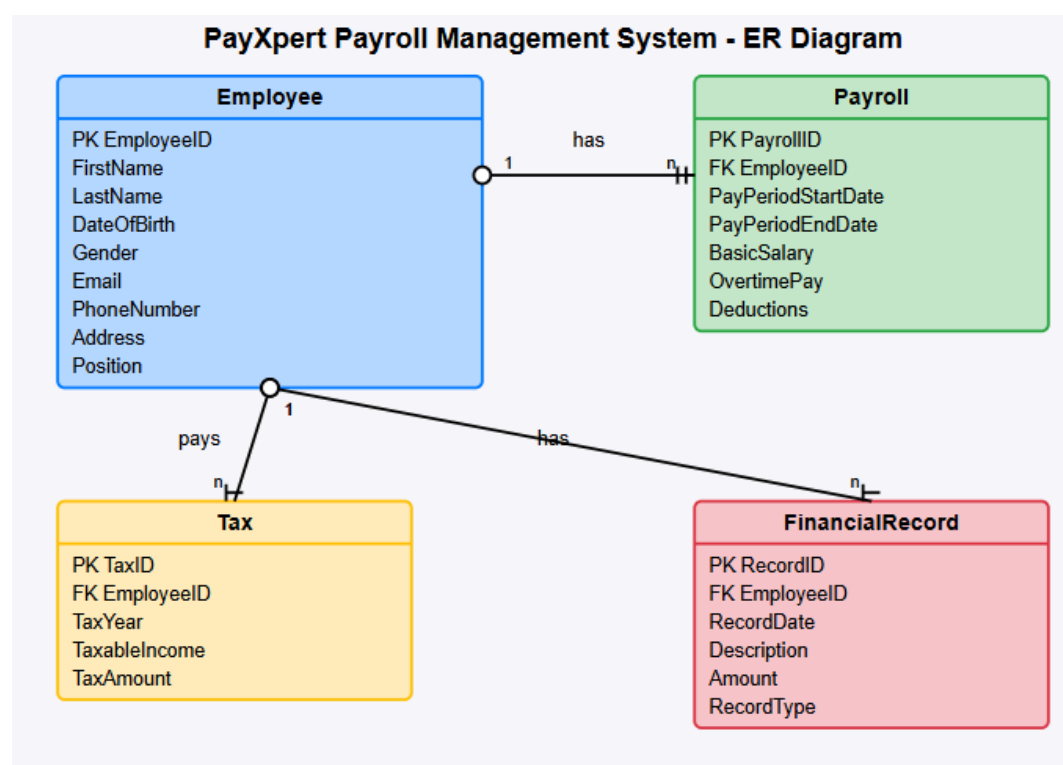 PayXpert Payroll Management System - ER Diagram
Employee
PK EmployeeID
FirstName
LastName
DateOfBirth
Gender
Email
PhoneNumber
Address
Position
has
1
n
Payroll
PK PayrollID
FK EmployeeID
PayPeriodStartDate
PayPeriodEndDate
BasicSalary
OvertimePay
Deductions
1
pays
has
n
n
Tax
PK TaxID
FK EmployeeID
TaxYear
TaxableIncome
TaxAmount
FinancialRecord
PK RecordID
FK EmployeeID
RecordDate
Description
Amount
RecordType